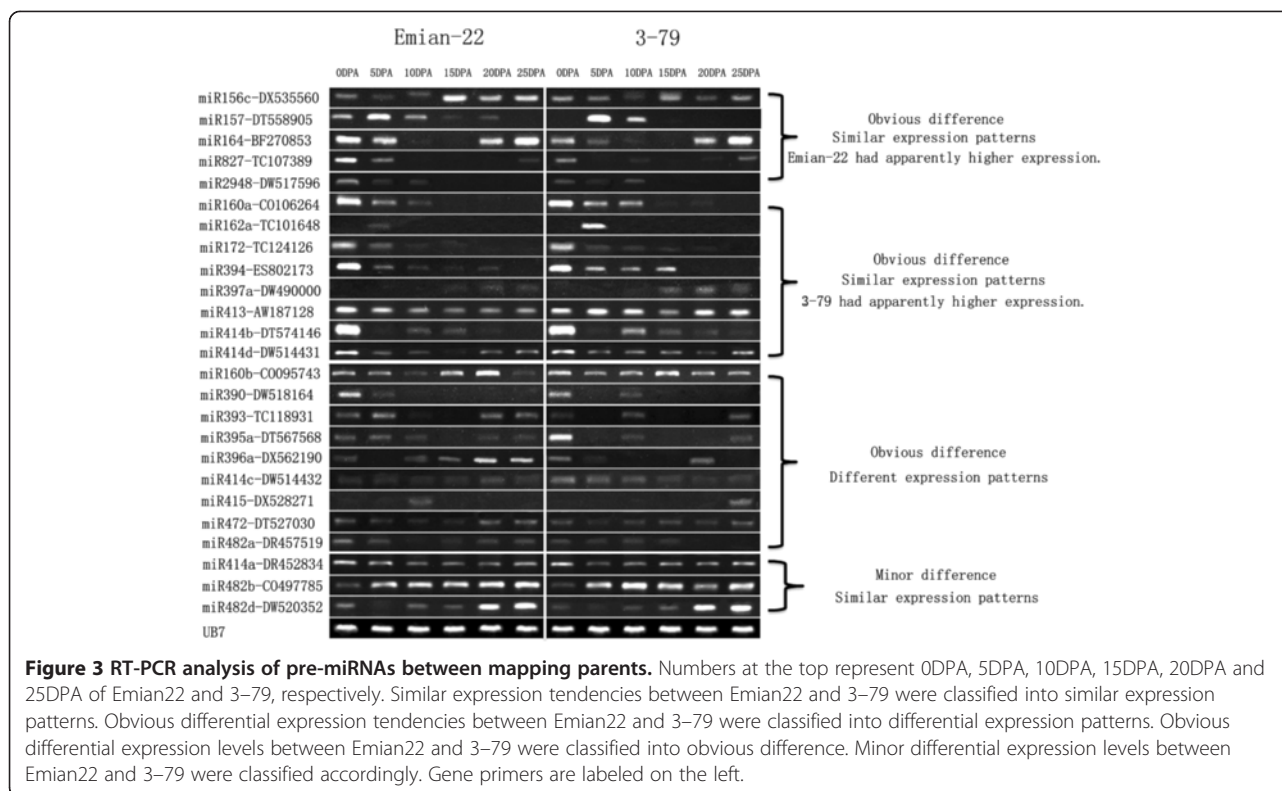 Emian-22 3-79
0DPA 5DPA 10DPA 15DPA 20DPA 25DPA 0DPA 5DPA 10DPA 15DPA 20DPA 25DPA
miR156c-DX535560
miR157-DT558905
miR164-BF270853
miR827-TC107389
miR2948-DW517596
Obvious difference
Similar expression patterns
Emian-22 had apparently higher expression.
miR160a-CO106264
miR162a-TC101648
miR172-TC124126
miR394-ES802173
miR397a-DW490000
miR413-AW187128
miR414b-DT574146
miR414d-DW514431
Obvious difference
Similar expression patterns
3-79 had apparently higher expression.
miR160b-CO095743
miR390-DW518164
miR393-TC118931
miR395a-DT567568
miR396a-DX562190
miR414c-DW514432
miR415-DX528271
miR472-DT527030
miR482a-DR457519
Obvious difference
Different expression patterns
miR414a-DR452834
miR482b-CO497785
miR482d-DW520352
Minor difference
Similar expression patterns
UB7
Figure 3 RT-PCR analysis of pre-miRNAs between mapping parents. Numbers at the top represent 0DPA, 5DPA, 10DPA, 15DPA, 20DPA and
25DPA of Emian22 and 3–79, respectively. Similar expression tendencies between Emian22 and 3–79 were classified into similar expression
patterns. Obvious differential expression tendencies between Emian22 and 3–79 were classified into differential expression patterns. Obvious
differential expression levels between Emian22 and 3–79 were classified into obvious difference. Minor differential expression levels between
Emian22 and 3–79 were classified accordingly. Gene primers are labeled on the left.